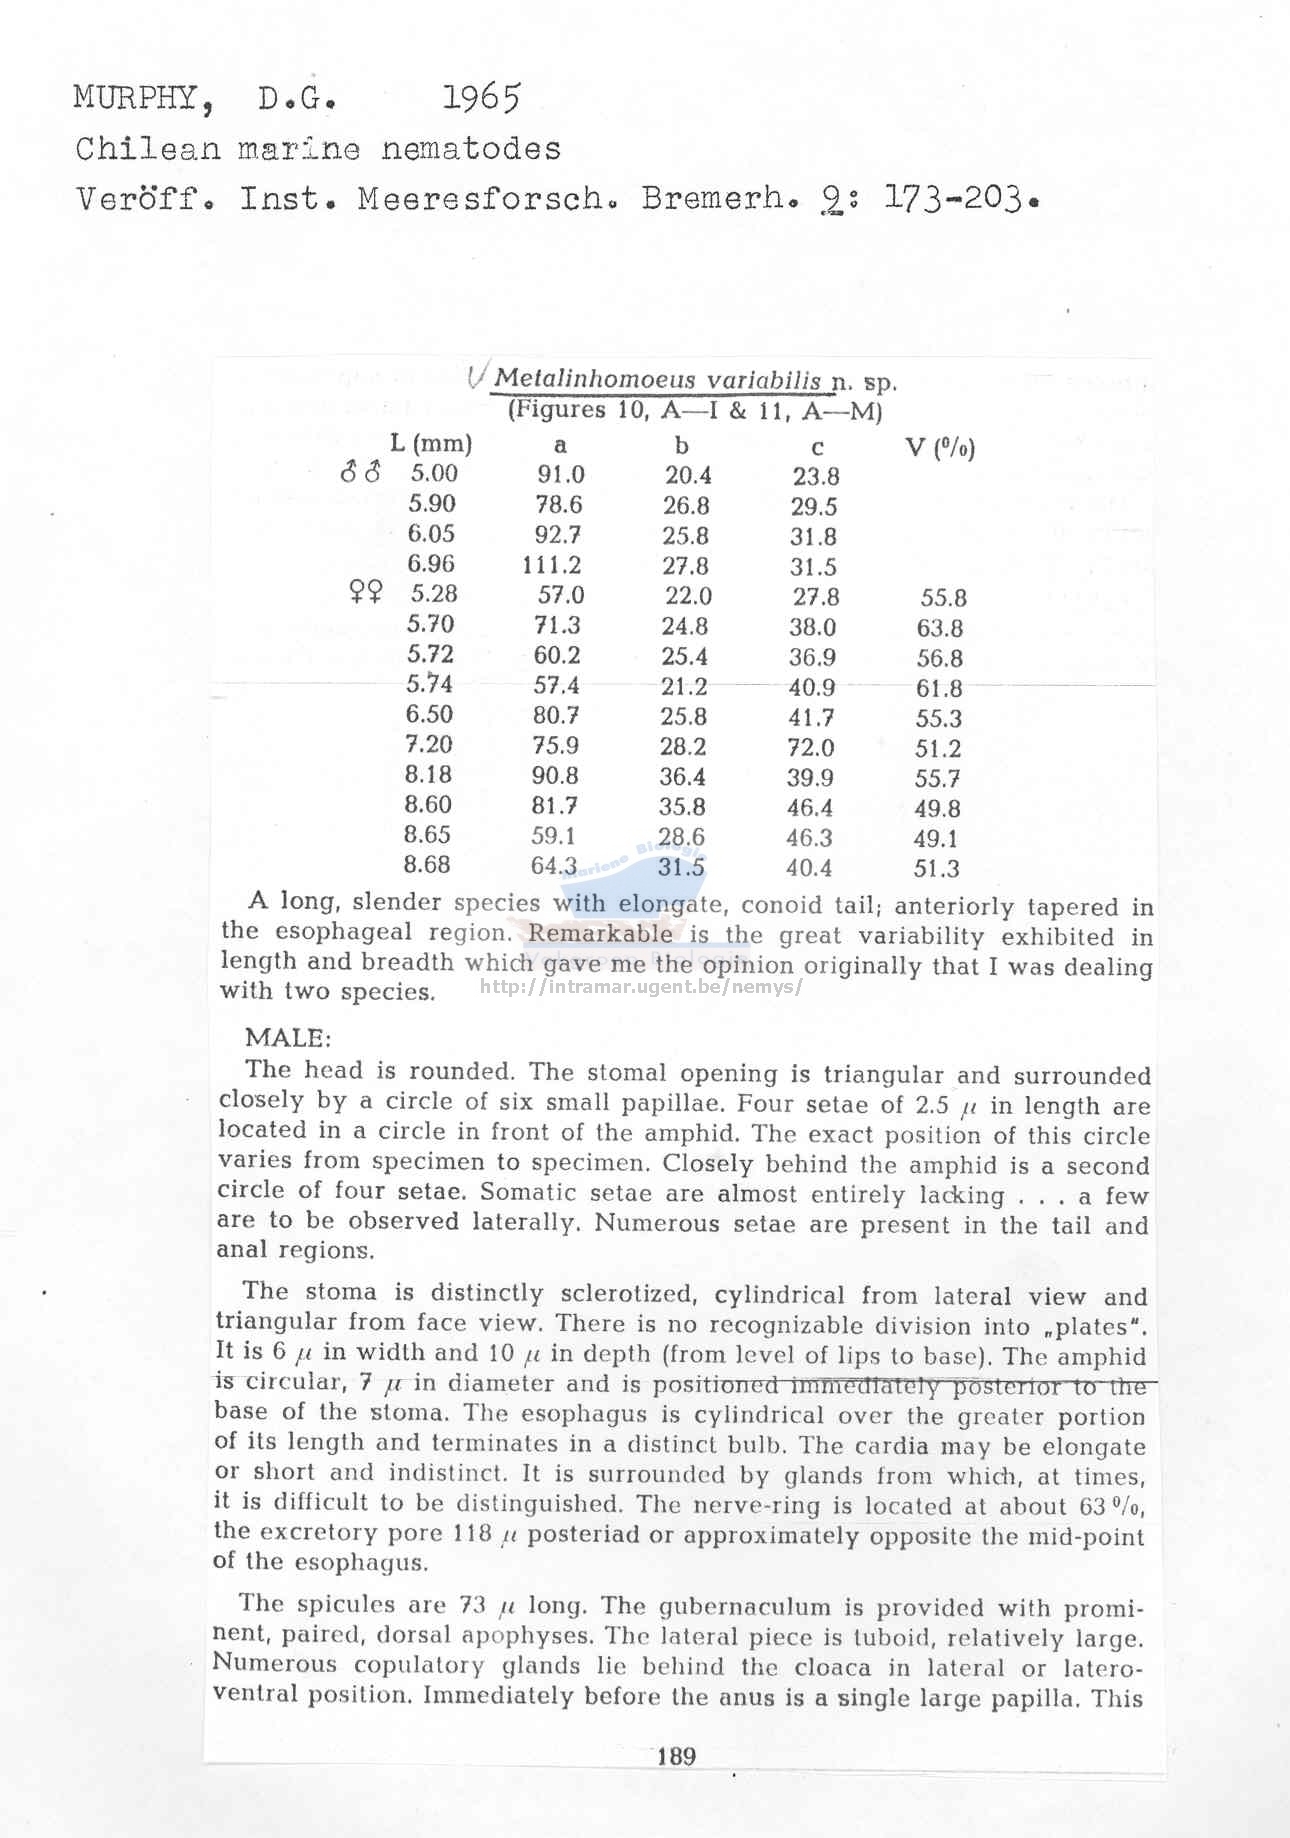 MURPHY, D.G. 1965
Chilean marine nematodes
Veröff. Inst. Meeresforsch. Bremerh. 9: 173-203.
Metalinhomoeus variabilis n. sp.
(Figures 10, A—I & 11, A—M)
L (mm) a b c V (%)
♂♂ 5.00 91.0 20.4 23.8
5.90 78.6 26.8 29.5
6.05 92.7 25.8 31.8
6.96 111.2 27.8 31.5
♀♀ 5.28 57.0 22.0 27.8 55.8
5.70 71.3 24.8 38.0 63.8
5.72 60.2 25.4 36.9 56.8
5.74 57.4 21.2 40.9 61.8
6.50 80.7 25.8 41.7 55.3
7.20 75.9 28.2 72.0 51.2
8.18 90.8 36.4 39.9 55.7
8.60 81.7 35.8 46.4 49.8
8.65 59.1 28.6 46.3 49.1
8.68 64.3 31.5 40.4 51.3
Mariene Biologie
A long, slender species with elongate, conoid tail; anteriorly tapered in
the esophageal region. Remarkable is the great variability exhibited in
length and breadth which gave me the opinion originally that I was dealing
with two species.
http://intramar.ugent.be/nemys/
MALE:
The head is rounded. The stomal opening is triangular and surrounded
closely by a circle of six small papillae. Four setae of 2.5 μ in length are
located in a circle in front of the amphid. The exact position of this circle
varies from specimen to specimen. Closely behind the amphid is a second
circle of four setae. Somatic setae are almost entirely lacking . . . a few
are to be observed laterally. Numerous setae are present in the tail and
anal regions.
The stoma is distinctly sclerotized, cylindrical from lateral view and
triangular from face view. There is no recognizable division into „plates".
It is 6 μ in width and 10 μ in depth (from level of lips to base). The amphid
is circular, 7 μ in diameter and is positioned immediately posterior to the
base of the stoma. The esophagus is cylindrical over the greater portion
of its length and terminates in a distinct bulb. The cardia may be elongate
or short and indistinct. It is surrounded by glands from which, at times,
it is difficult to be distinguished. The nerve-ring is located at about 63 %,
the excretory pore 118 μ posteriad or approximately opposite the mid-point
of the esophagus.
The spicules are 73 μ long. The gubernaculum is provided with promi-
nent, paired, dorsal apophyses. The lateral piece is tuboid, relatively large.
Numerous copulatory glands lie behind the cloaca in lateral or latero-
ventral position. Immediately before the anus is a single large papilla. This
189